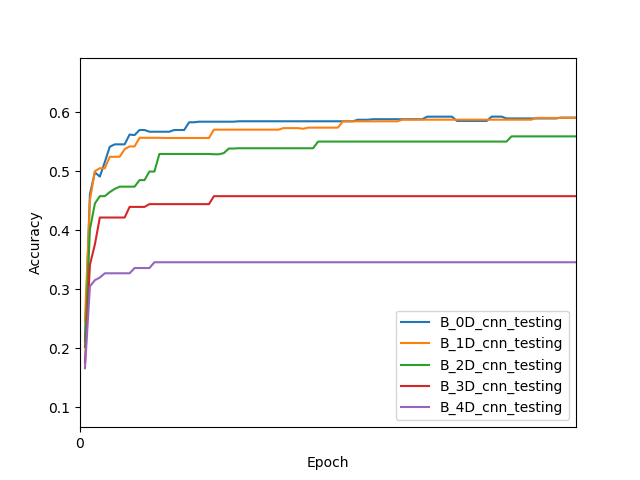 0.6
0.5
0.4
0.3
0.2
0.1
Accuracy
B_0D_cnn_testing
B_1D_cnn_testing
B_2D_cnn_testing
B_3D_cnn_testing
B_4D_cnn_testing
0
Epoch